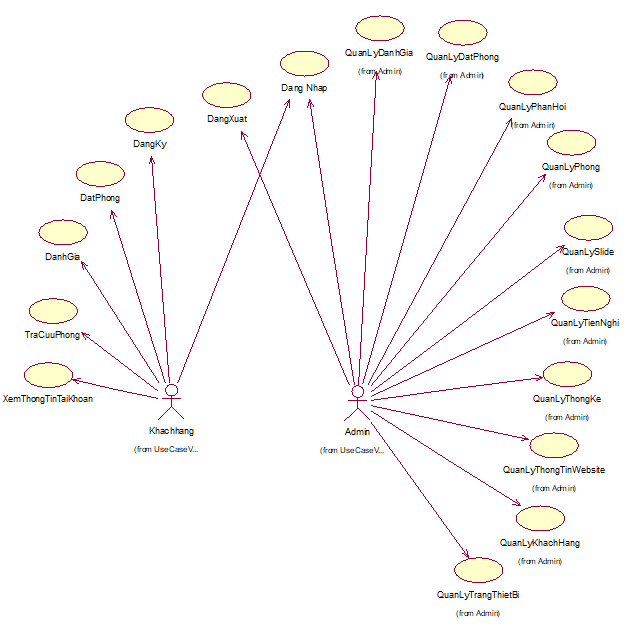 QuanLyDanhGia
(from Admin)
QuanLyDatPhong
(from Admin)
Dang Nhap
DangXuat
QuanLyPhanHoi
(from Admin)
DangKy
QuanLyPhong
(from Admin)
DatPhong
DanhGia
QuanLySlide
(from Admin)
TraCuuPhong
QuanLyTienNghi
(from Admin)
XemThongTinTaiKhoan
QuanLyThongKe
(from Admin)
Khachhang
(from UseCaseV...
Admin
(from UseCaseV...
QuanLyThongTinWebsite
(from Admin)
QuanLyKhachHang
(from Admin)
QuanLyTrangThietBi
(from Admin)